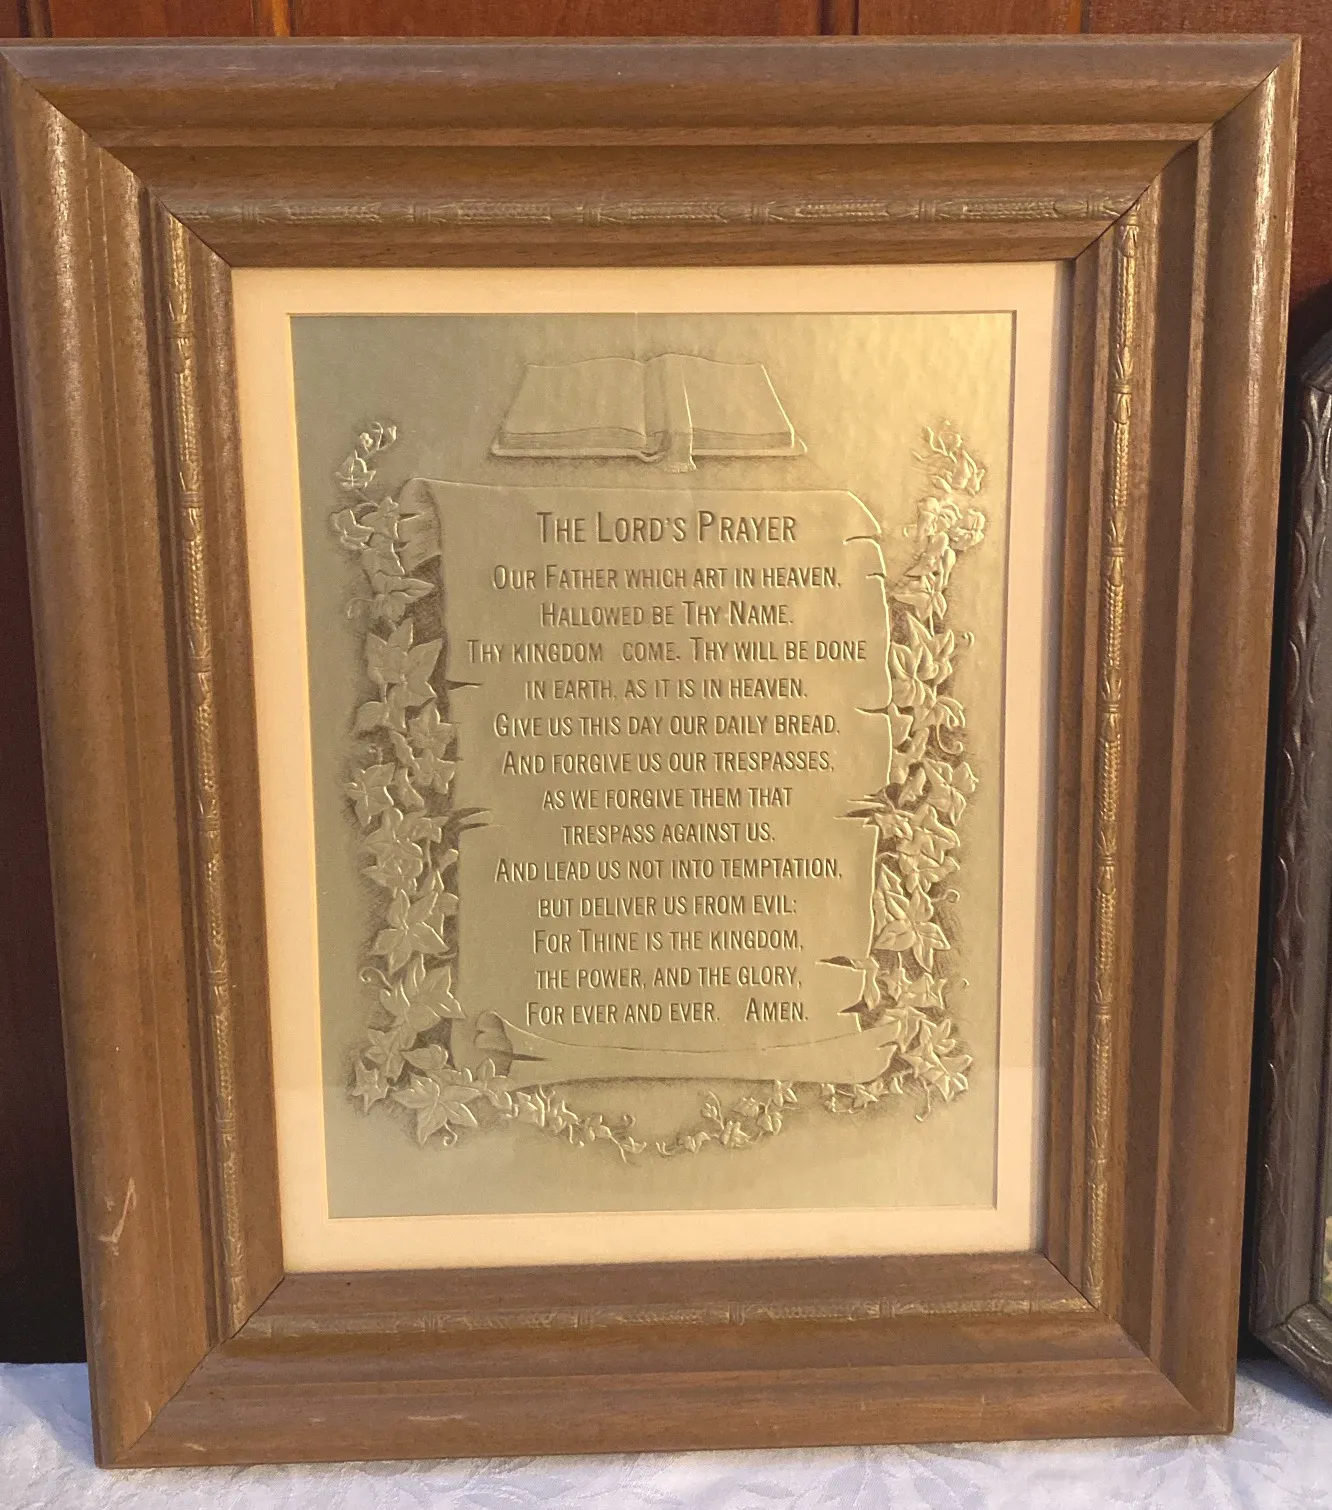 The Lord's Prayer
Our Father which art in heaven,
Hallowed be Thy Name.
Thy kingdom come. Thy will be done
in earth, as it is in heaven.
Give us this day our daily bread.
And forgive us our trespasses,
as we forgive them that
trespass against us.
And lead us not into temptation,
but deliver us from evil:
For Thine is the kingdom,
the power, and the glory,
For ever and ever. Amen.